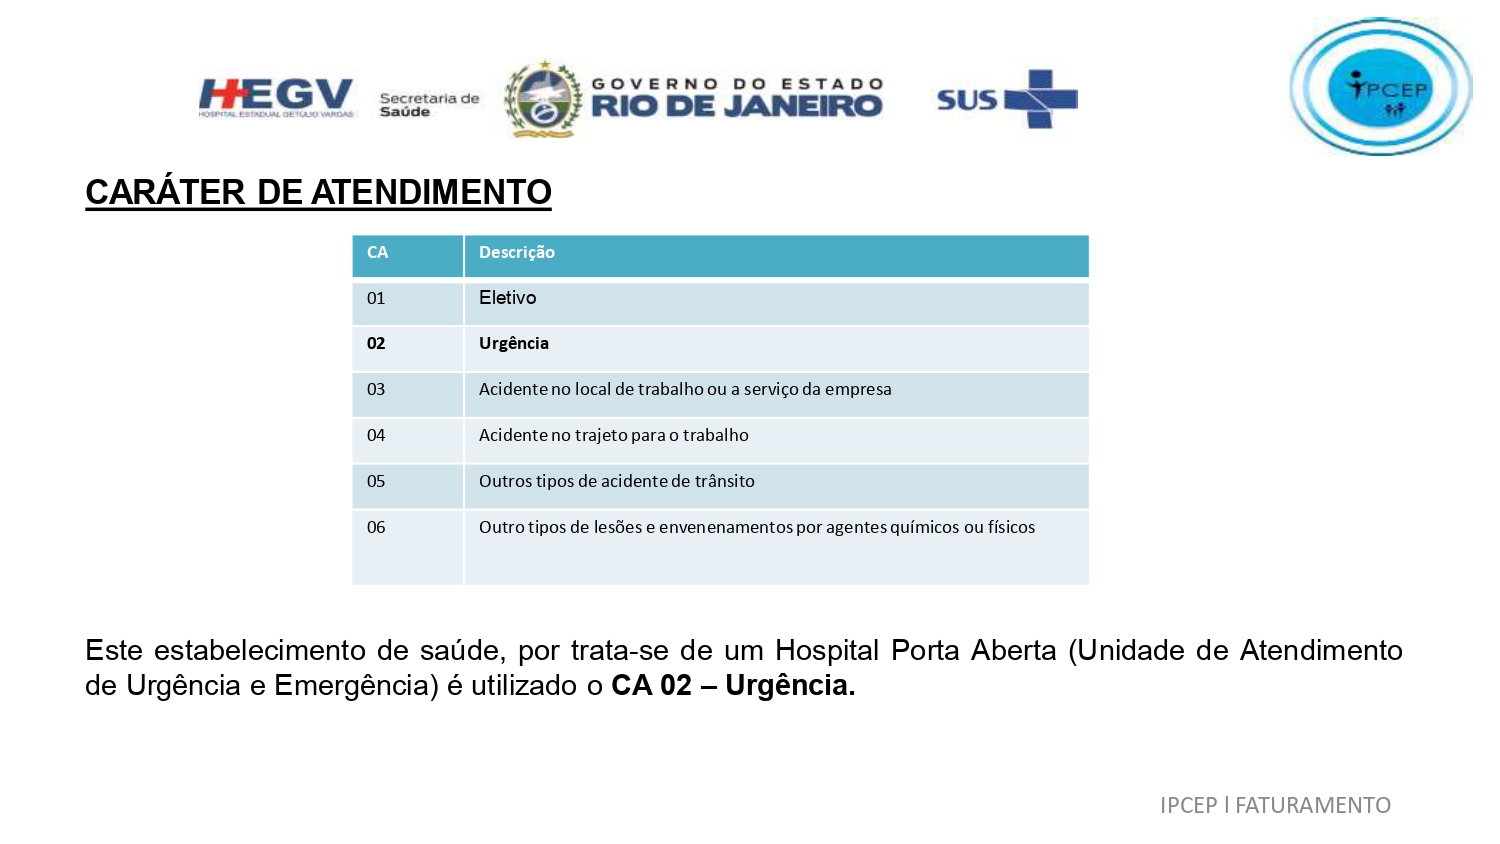 HEGV
HOSPITAL ESTADUAL GETÚLIO VARGAS
Secretaria de
Saúde
GOVERNO DO ESTADO
RIO DE JANEIRO
SUS
IPCEP
CARÁTER DE ATENDIMENTO
CA Descrição
01 Eletivo
02 Urgência
03 Acidente no local de trabalho ou a serviço da empresa
04 Acidente no trajeto para o trabalho
05 Outros tipos de acidente de trânsito
06 Outro tipos de lesões e envenenamentos por agentes químicos ou físicos
Este estabelecimento de saúde, por trata-se de um Hospital Porta Aberta (Unidade de Atendimento
de Urgência e Emergência) é utilizado o CA 02 – Urgência.
IPCEP l FATURAMENTO